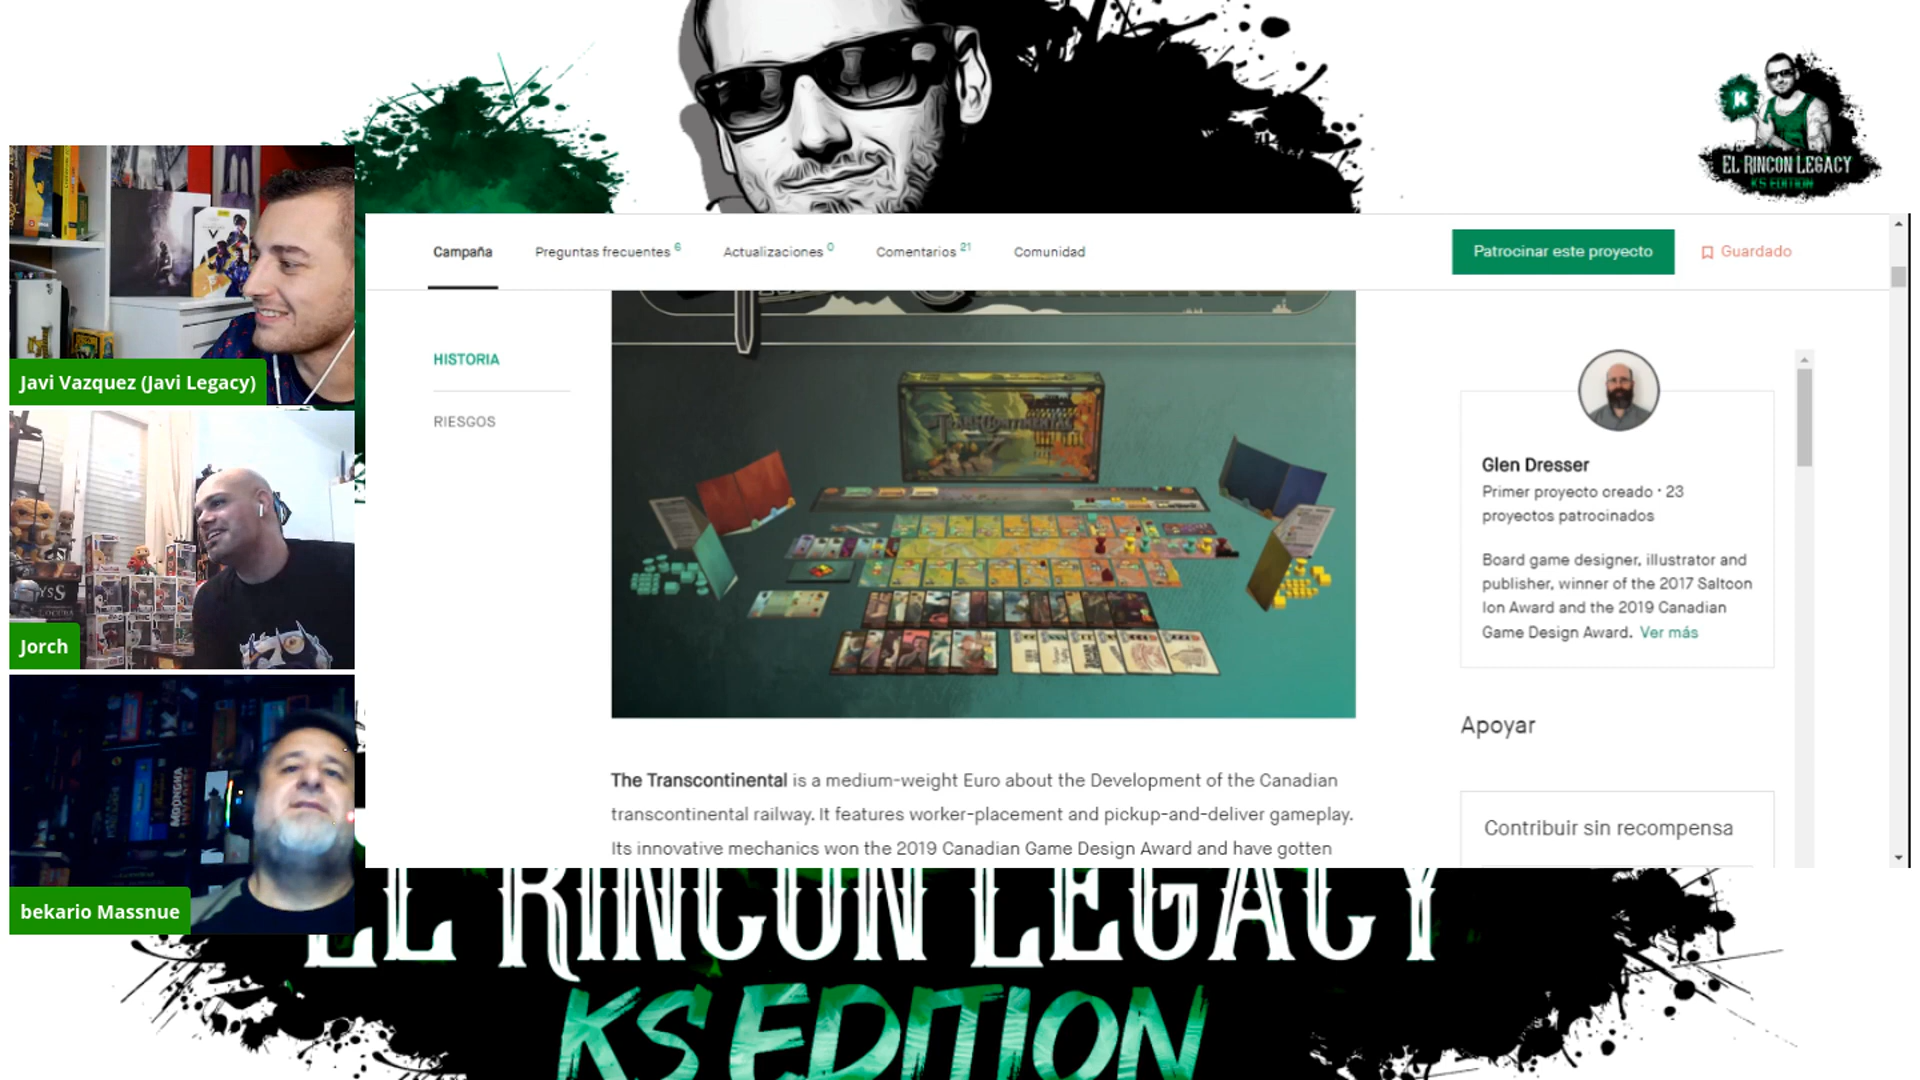 EL RINCON LEGACY
KS EDITION
K
Javi Vazquez (Javi Legacy)
Jorch
bekario Massnue
Campaña
Preguntas frecuentes 6
Actualizaciones 0
Comentarios 21
Comunidad
Patrocinar este proyecto
Guardado
HISTORIA
RIESGOS
TRANSCONTINENTAL
Glen Dresser
Primer proyecto creado · 23
proyectos patrocinados
Board game designer, illustrator and
publisher, winner of the 2017 Saltcon
Ion Award and the 2019 Canadian
Game Design Award. Ver más
Apoyar
Contribuir sin recompensa
The Transcontinental is a medium-weight Euro about the Development of the Canadian
transcontinental railway. It features worker-placement and pickup-and-deliver gameplay.
Its innovative mechanics won the 2019 Canadian Game Design Award and have gotten
EL RINCON LEGACY
KS EDITION